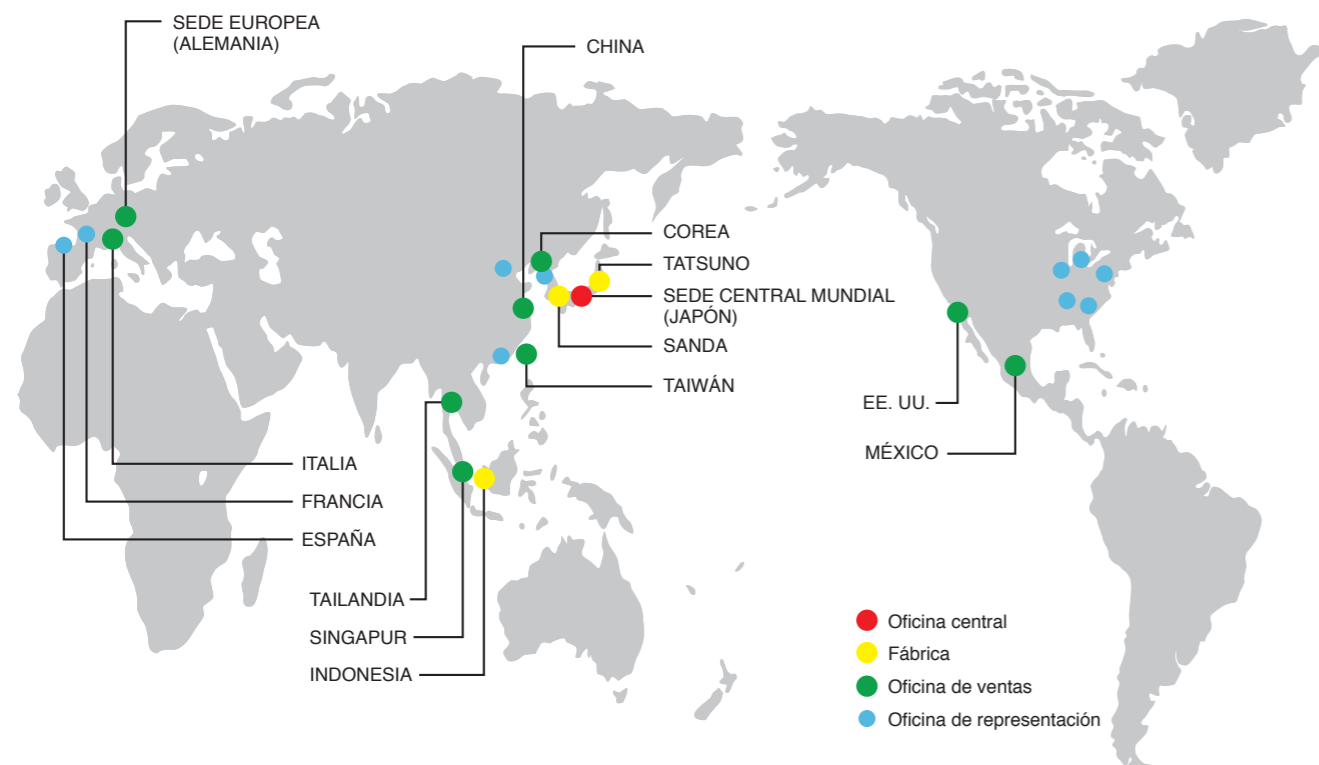 SEDE EUROPEA
(ALEMANIA)
CHINA
COREA
TATSUNO
SEDE CENTRAL MUNDIAL
(JAPÓN)
SANDA
TAIWÁN
EE. UU.
MÉXICO
ITALIA
FRANCIA
ESPAÑA
TAILANDIA
SINGAPUR
INDONESIA
Oficina central
Fábrica
Oficina de ventas
Oficina de representación